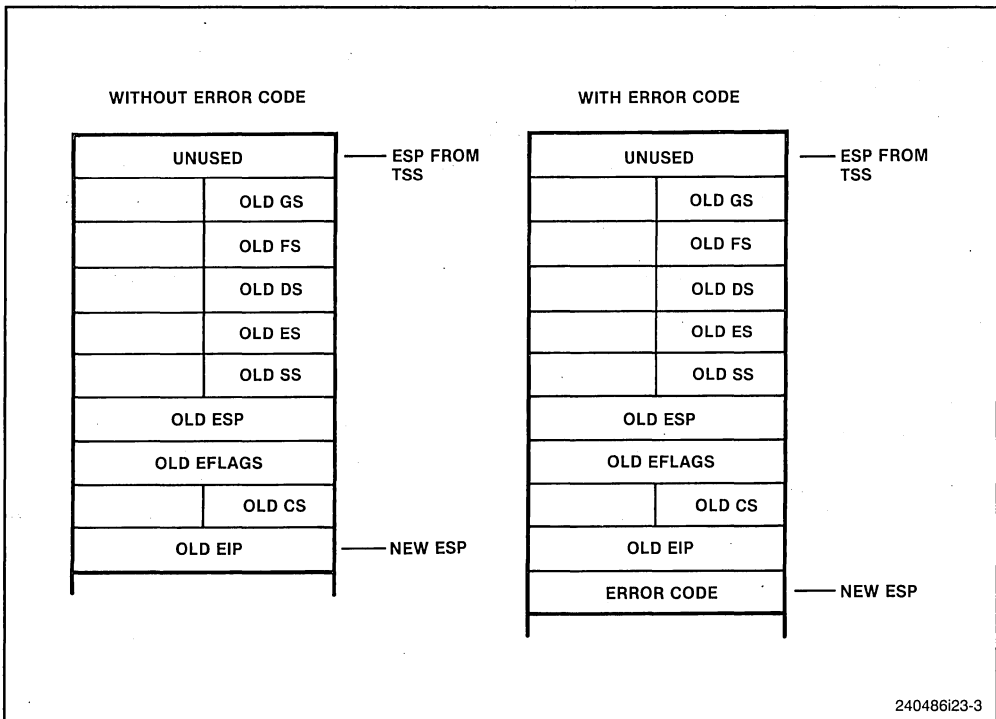 WITHOUT ERROR CODE
UNUSED
ESP FROM
TSS
OLD GS
OLD FS
OLD DS
OLD ES
OLD SS
OLD ESP
OLD EFLAGS
OLD CS
OLD EIP
NEW ESP
WITH ERROR CODE
UNUSED
ESP FROM
TSS
OLD GS
OLD FS
OLD DS
OLD ES
OLD SS
OLD ESP
OLD EFLAGS
OLD CS
OLD EIP
ERROR CODE
NEW ESP
240486i23-3